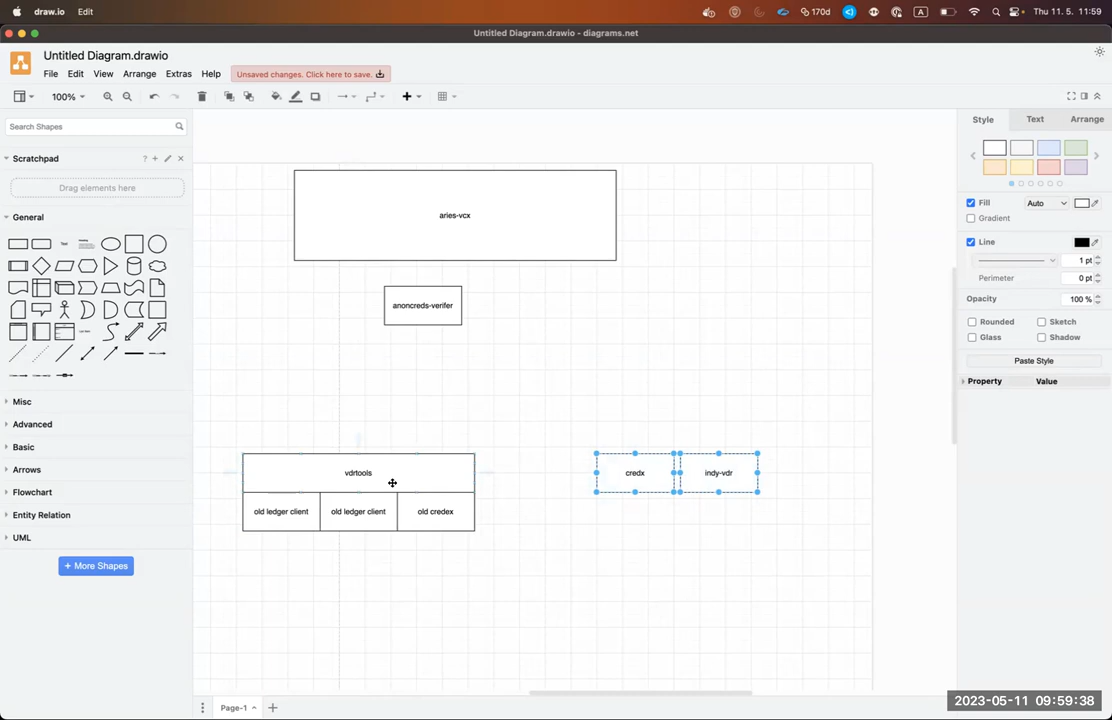 draw.io Edit 170d A Thu 11. 5. 11:59
Untitled Diagram.drawio - diagrams.net
Untitled Diagram.drawio
File Edit View Arrange Extras Help Unsaved changes. Click here to save.
100%
Search Shapes
Scratchpad
?
Drag elements here
General
Text
Misc
Advanced
Basic
Arrows
Flowchart
Entity Relation
UML
+ More Shapes
aries-vcx
anoncreds-verifer
vdrtools
old ledger client old ledger client old credex
credx indy-vdr
Style Text Arrange
Fill Auto
Gradient
Line
1 pt
Perimeter 0 pt
Opacity 100 %
Rounded Sketch
Glass Shadow
Paste Style
Property Value
Page-1
2023-05-11 09:59:38